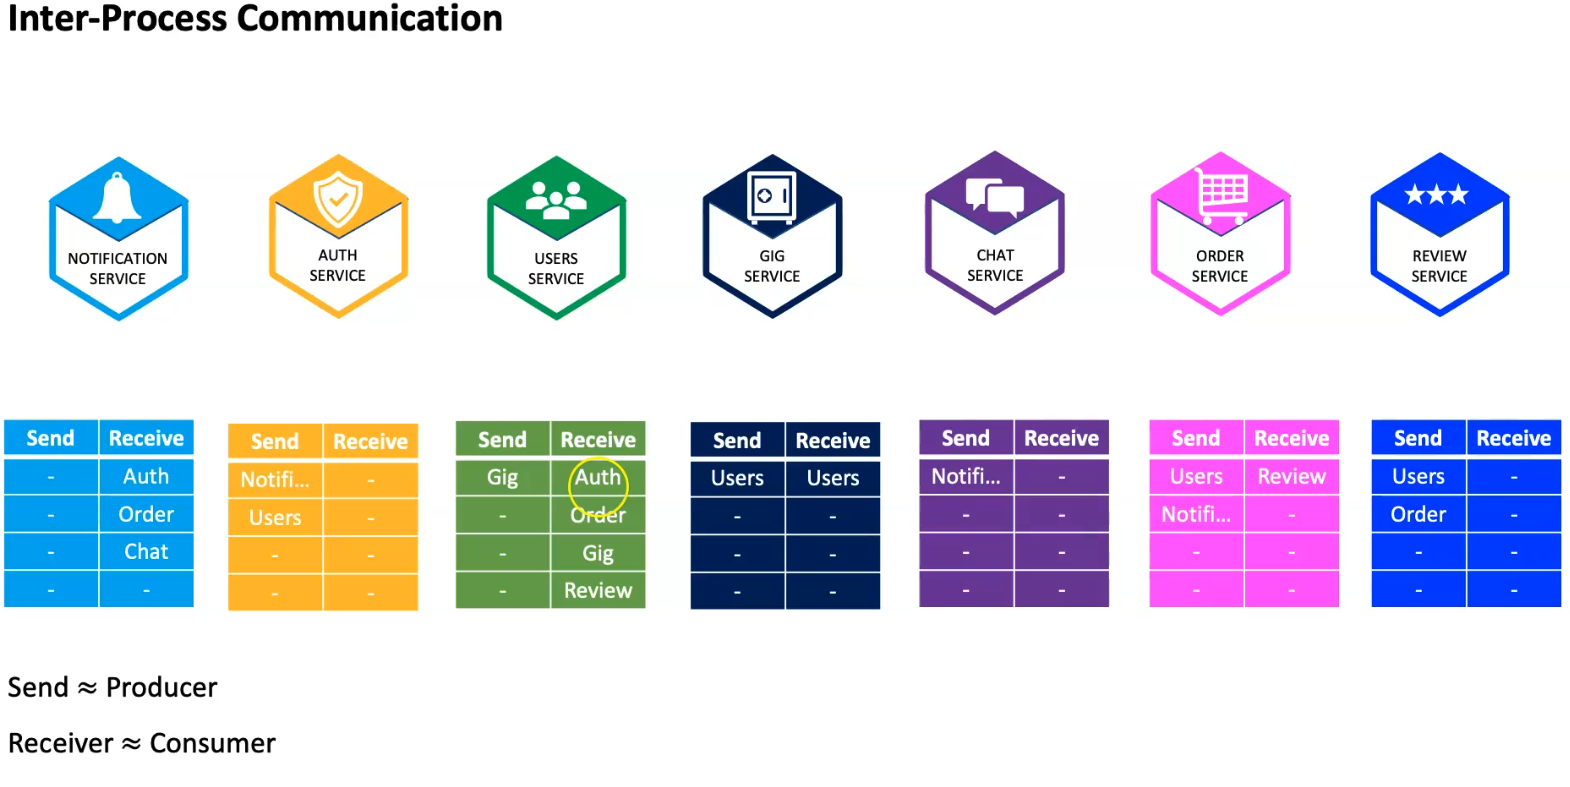 Inter-Process Communication
NOTIFICATION
SERVICE
AUTH
SERVICE
USERS
SERVICE
GIG
SERVICE
CHAT
SERVICE
ORDER
SERVICE
REVIEW
SERVICE
Send Receive
- Auth
- Order
- Chat
- -
Send Receive
Notifi... -
Users -
- -
- -
Send Receive
Gig Auth
- Order
- Gig
- Review
Send Receive
Users Users
- -
- -
- -
Send Receive
Notifi... -
- -
- -
- -
Send Receive
Users Review
Notifi... -
- -
- -
Send Receive
Users -
Order -
- -
- -
Send ≈ Producer
Receiver ≈ Consumer